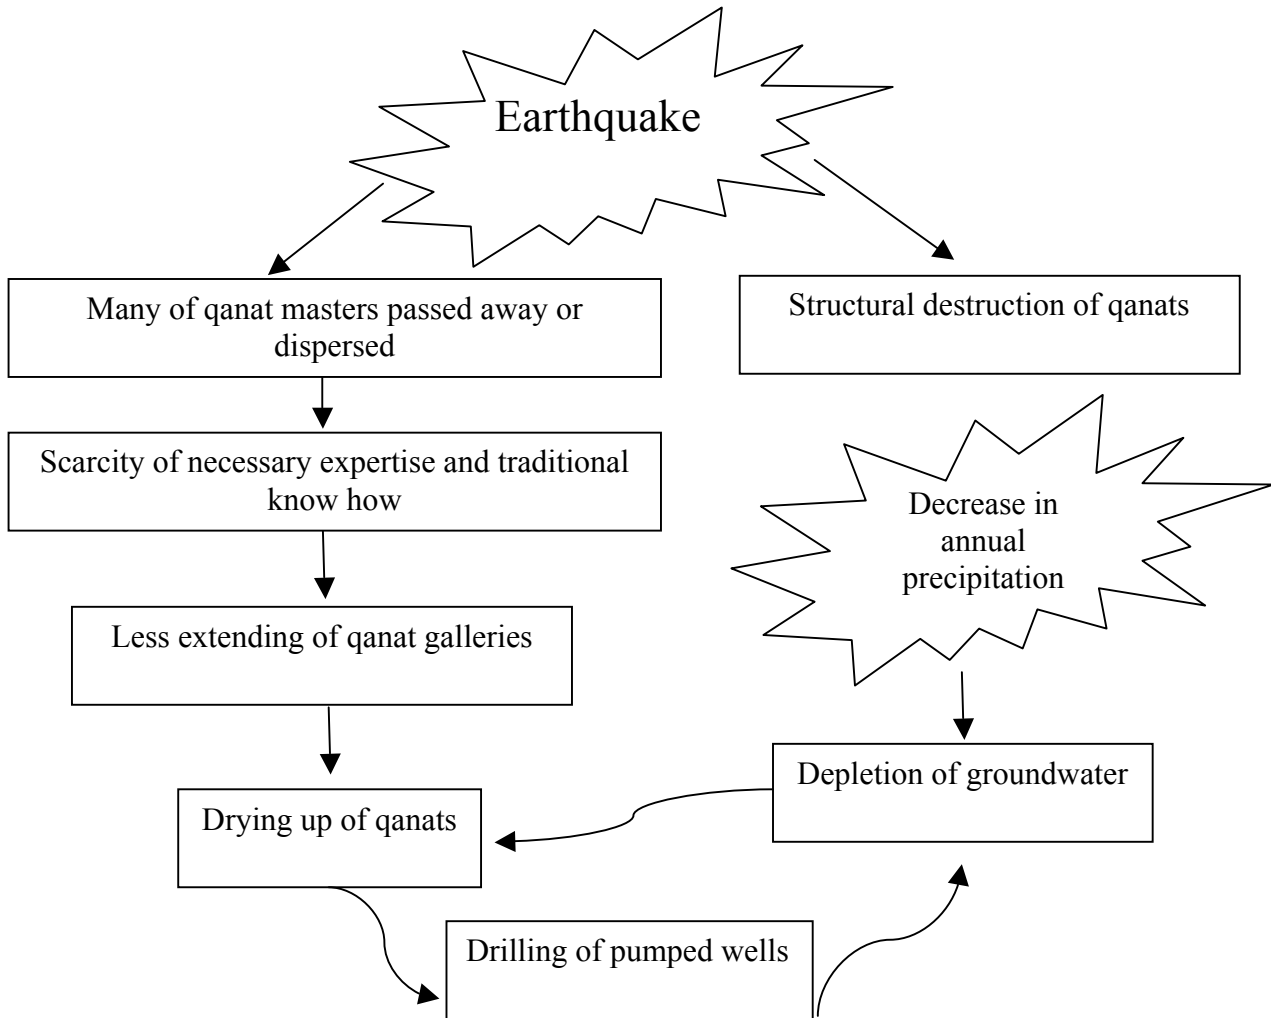 Earthquake
Many of qanat masters passed away or
dispersed
Structural destruction of qanats
Scarcity of necessary expertise and traditional
know how
Decrease in
annual
precipitation
Less extending of qanat galleries
Depletion of groundwater
Drying up of qanats
Drilling of pumped wells